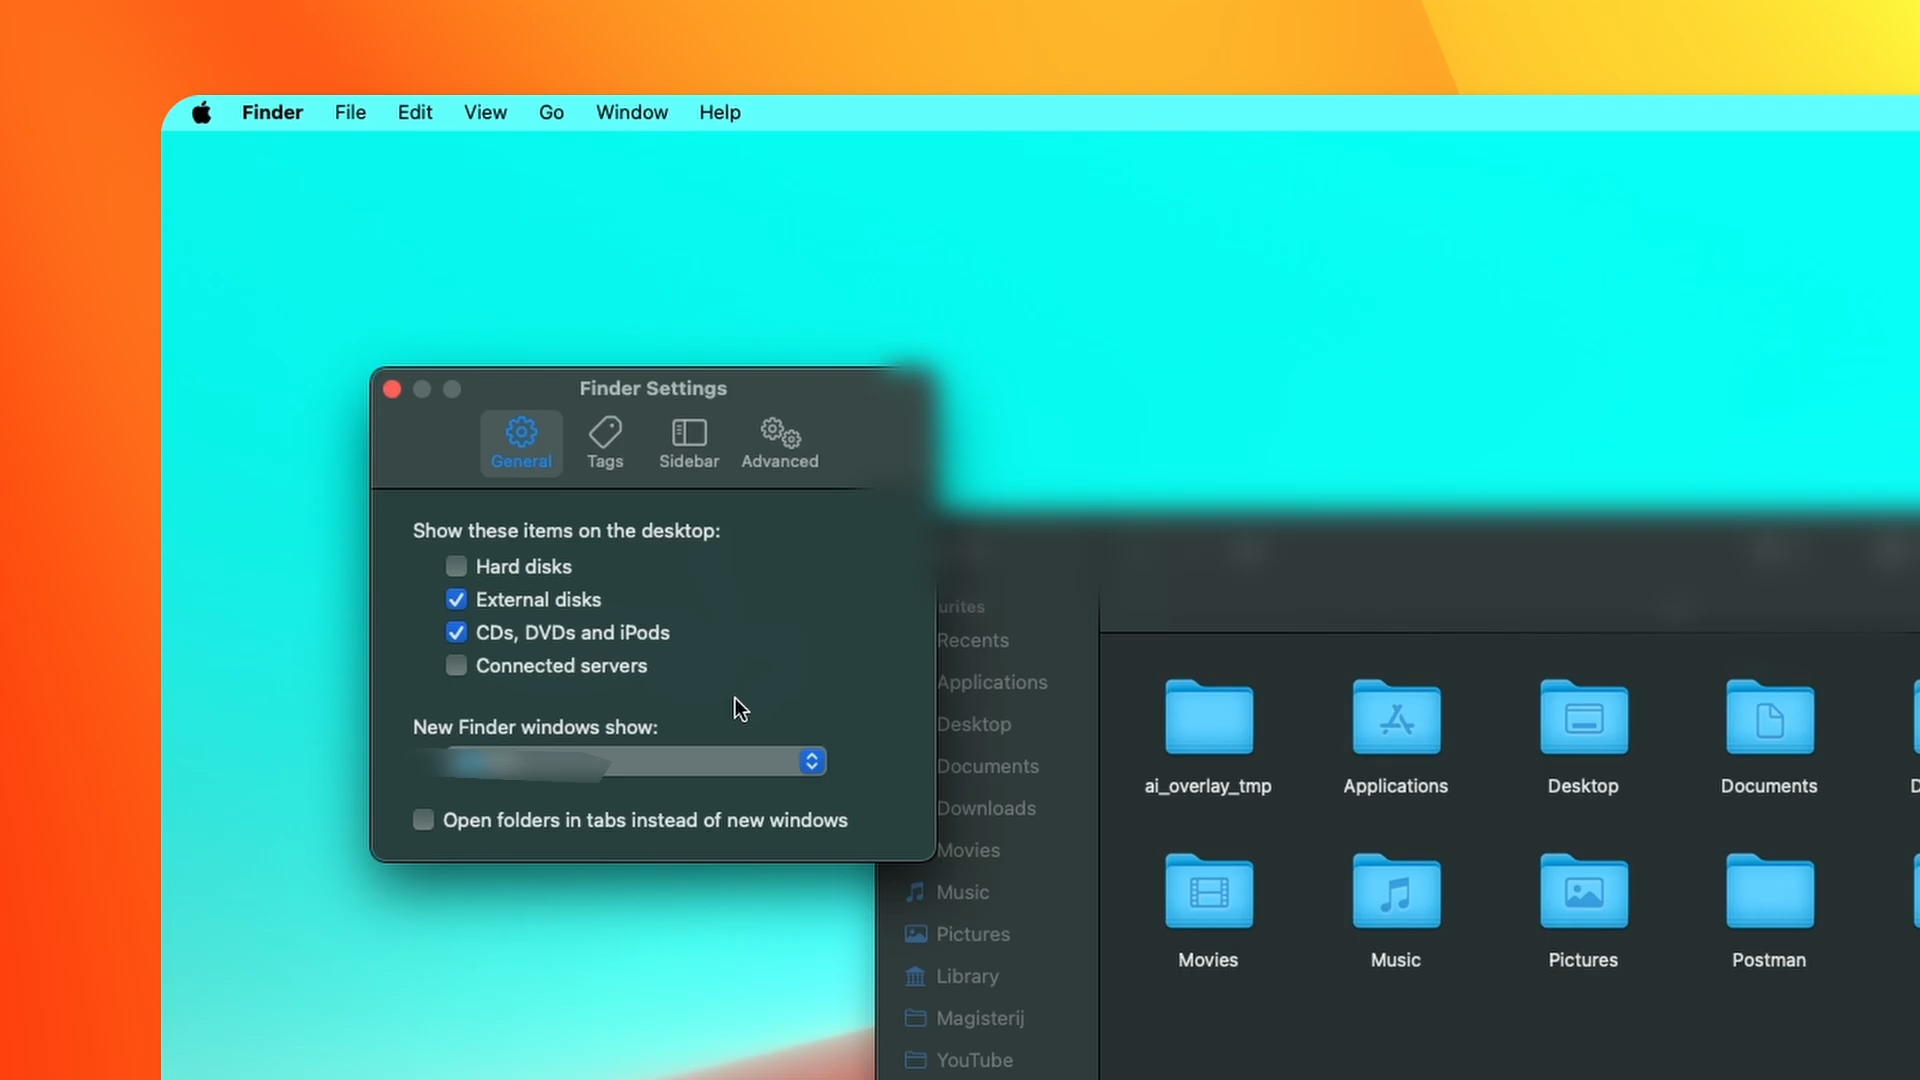 Finder File Edit View Go Window Help
Finder Settings
General Tags Sidebar Advanced
Show these items on the desktop:
Hard disks
External disks
CDs, DVDs and iPods
Connected servers
New Finder windows show:
Open folders in tabs instead of new windows
urites
Recents
Applications
Desktop
Documents
Downloads
Movies
Music
Pictures
Library
Magisterij
YouTube
ai_overlay_tmp Applications Desktop Documents D
Movies Music Pictures Postman